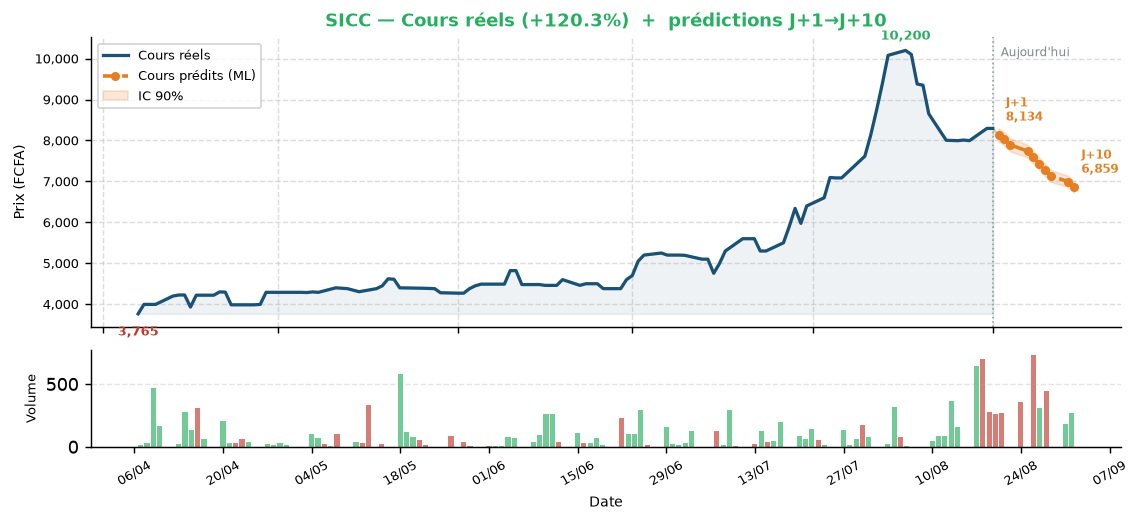 SICC — Cours réels (+120.3%)  +  prédictions J+1→J+10
10,200
Cours réels
Cours prédits (ML)
IC 90%
Aujourd'hui
J+1
8,134
J+10
6,859
Prix (FCFA)
10,000
9,000
8,000
7,000
6,000
5,000
4,000
3,765
Volume
500
0
06/04
20/04
04/05
18/05
01/06
15/06
29/06
13/07
27/07
10/08
24/08
07/09
Date